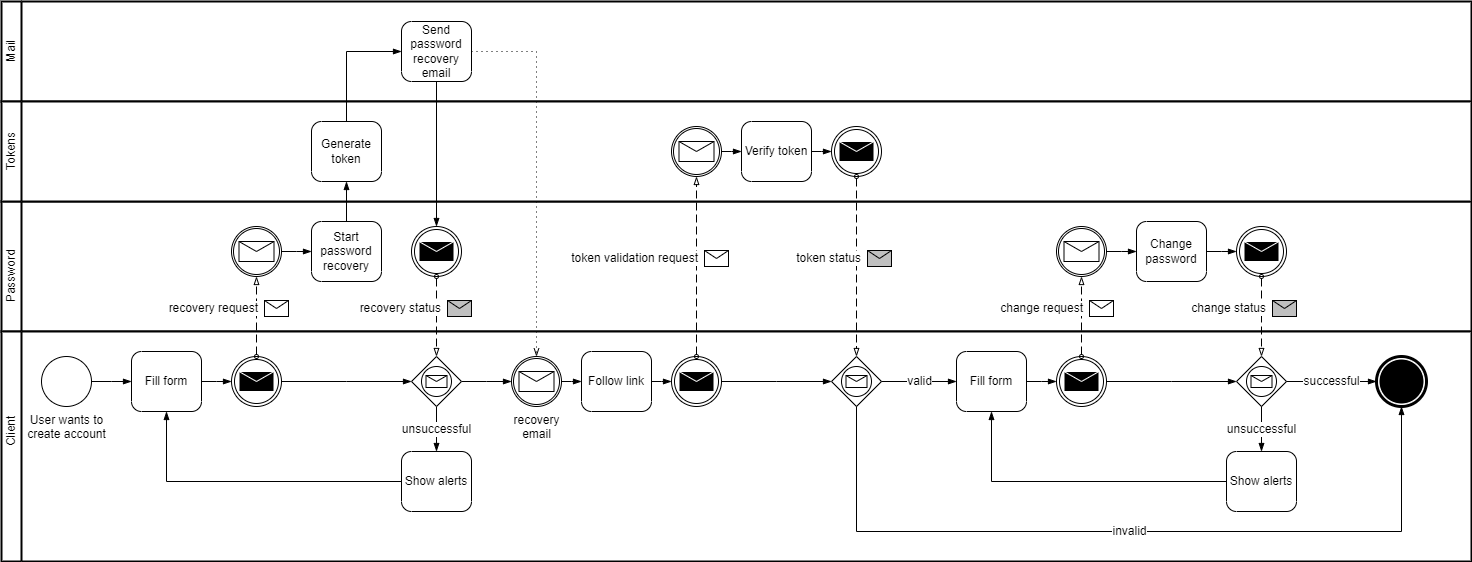 Mail
Send
password
recovery
email
Tokens
Generate
token
Verify token
Password
Start
password
recovery
Change
password
token validation request
token status
recovery request
recovery status
change request
change status
Client
User wants to
create account
Fill form
unsuccessful
Show alerts
recovery
email
Follow link
valid
Fill form
successful
unsuccessful
Show alerts
invalid